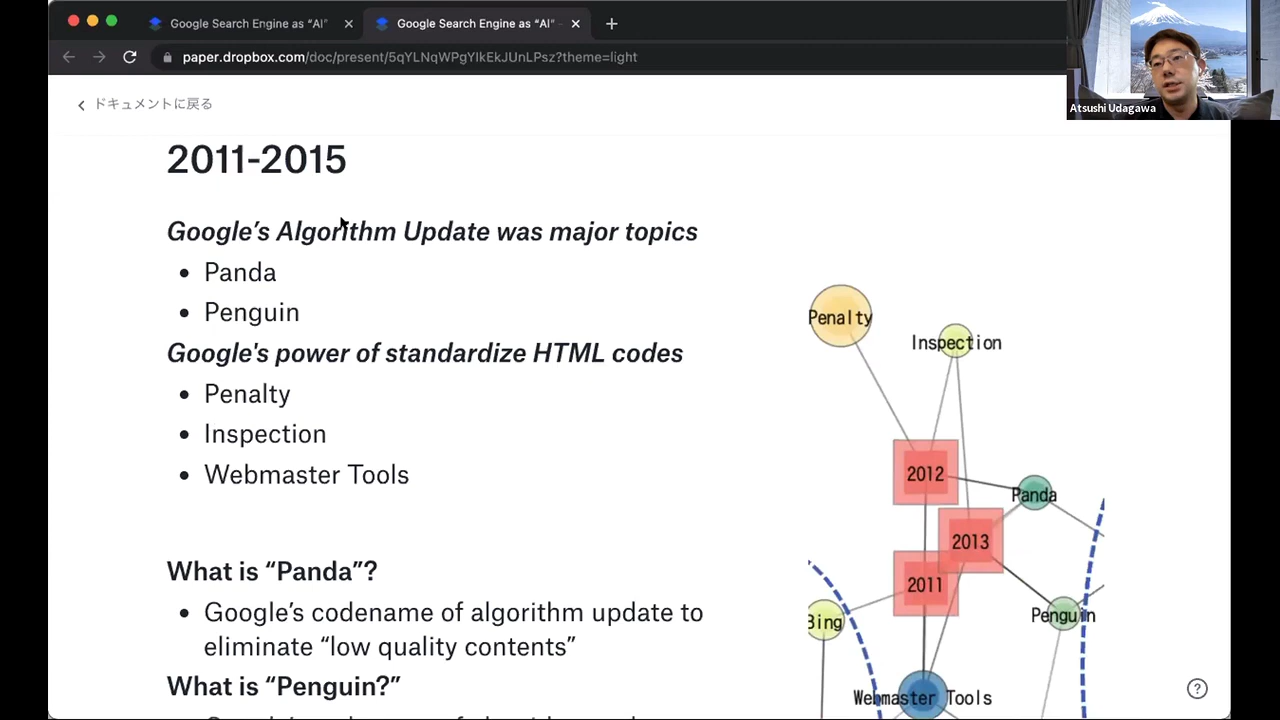 Google Search Engine as “AI”
Google Search Engine as “AI” -
paper.dropbox.com/doc/present/5qYLNqWPgYIkEkJUnLPsz?theme=light
Atsushi Udagawa
ドキュメントに戻る
2011-2015
Google’s Algorithm Update was major topics
Panda
Penguin
Google's power of standardize HTML codes
Penalty
Inspection
Webmaster Tools
What is “Panda”?
Google’s codename of algorithm update to
eliminate “low quality contents”
What is “Penguin?”
Penalty
Inspection
2012
Panda
2013
2011
Bing
Penguin
Webmaster Tools